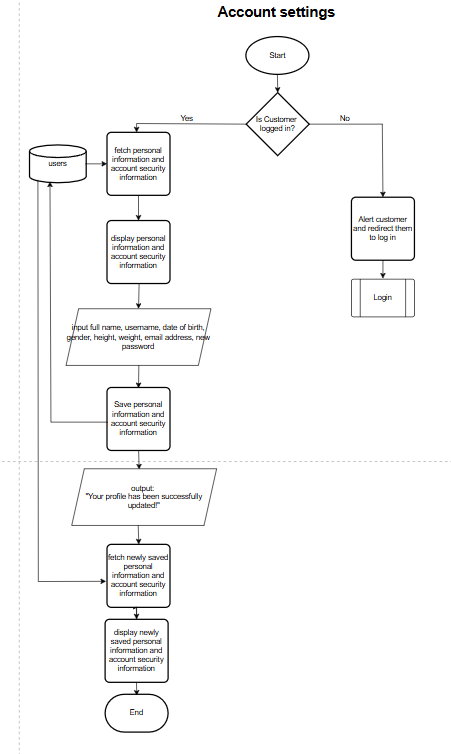 Account settings
Start
Is Customer
logged in?
Yes
No
fetch personal
information and
account security
information
users
Alert customer
and redirect them
to log in
display personal
information and
account security
information
Login
input full name, username, date of birth,
gender, height, weight, email address, new
password
Save personal
information and
account security
information
output:
"Your profile has been successfully
updated!"
fetch newly saved
personal
information and
account security
information
display newly
saved personal
information and
account security
information
End